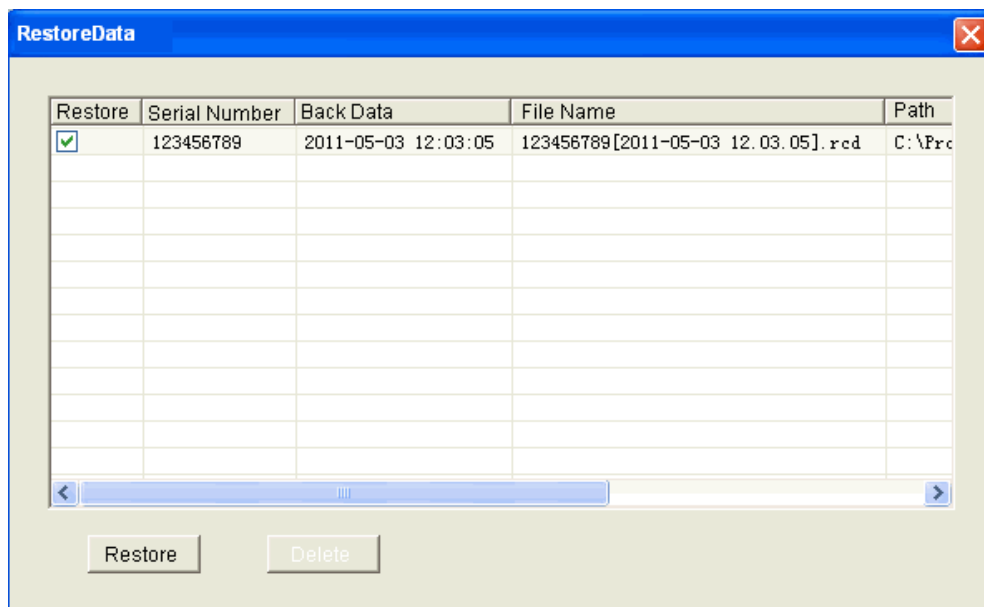 RestoreData
Restore Serial Number Back Data File Name Path
123456789 2011-05-03 12:03:05 123456789[2011-05-03 12.03.05].rcd C:\Prc
Restore Delete